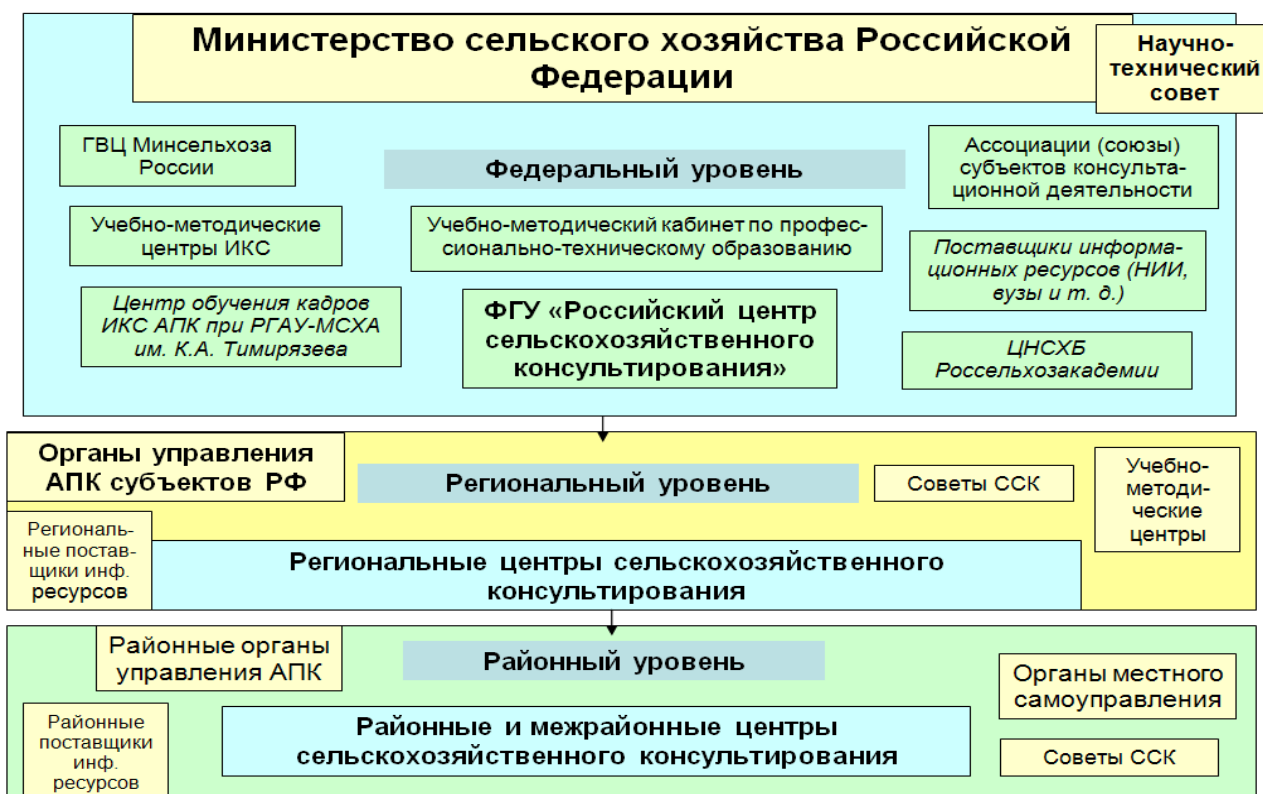 Министерство сельского хозяйства Российской
Федерации
Научно-
технический
совет
ГВЦ Минсельхоза
России
Федеральный уровень
Ассоциации (союзы)
субъектов консульта-
ционной деятельности
Учебно-методические
центры ИКС
Учебно-методический кабинет по профес-
сионально-техническому образованию
Поставщики информа-
ционных ресурсов (НИИ,
вузы и т. д.)
Центр обучения кадров
ИКС АПК при РГАУ-МСХА
им. К.А. Тимирязева
ФГУ «Российский центр
сельскохозяйственного
консультирования»
ЦНСХБ
Россельхозакадемии
Органы управления
АПК субъектов РФ
Региональный уровень
Советы ССК
Учебно-
методи-
ческие
центры
Региональ-
ные постав-
щики инф.
ресурсов
Региональные центры сельскохозяйственного
консультирования
Районные органы
управления АПК
Районный уровень
Органы местного
самоуправления
Районные
поставщики
инф.
ресурсов
Районные и межрайонные центры
сельскохозяйственного консультирования
Советы ССК